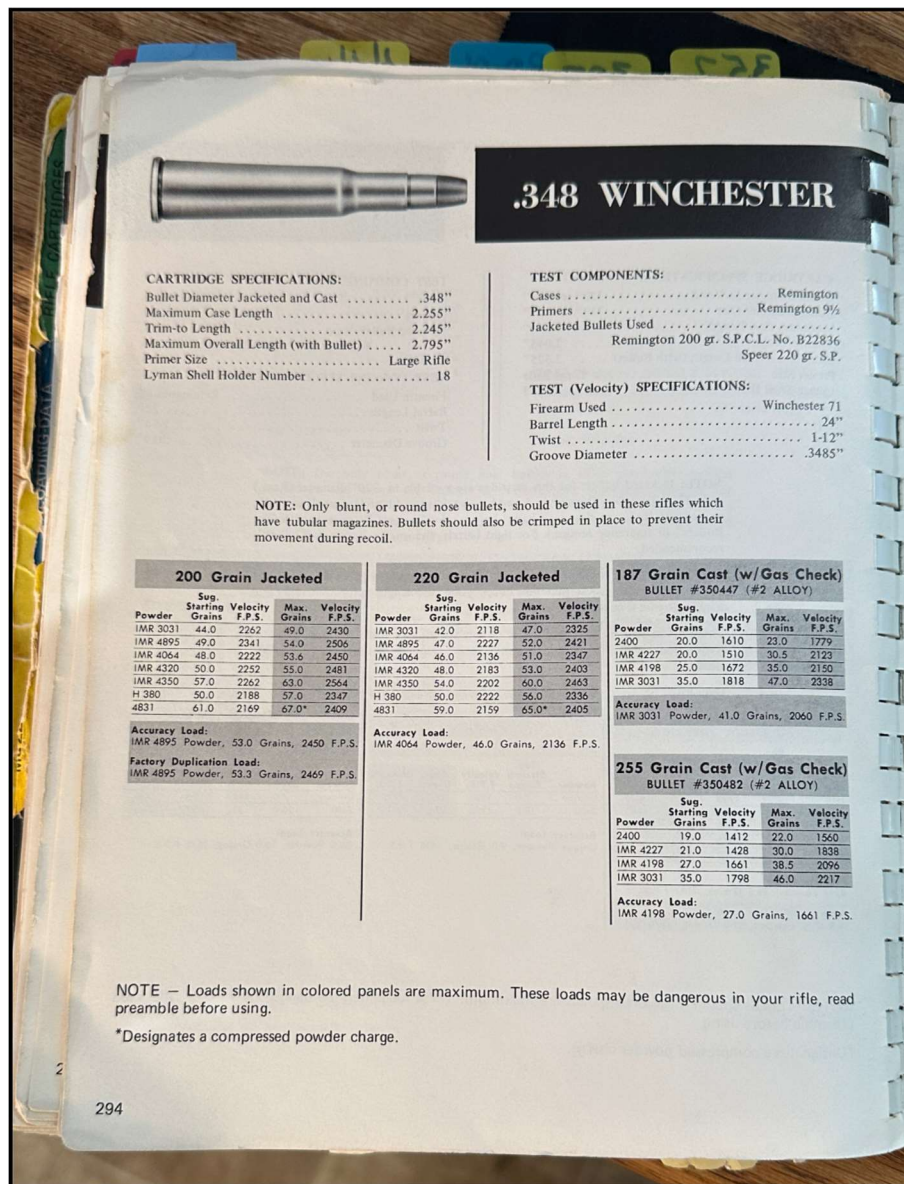 357
.348 WINCHESTER
RIFLE CARTRIDGES
LOADING DATA
CARTRIDGE SPECIFICATIONS:
Bullet Diameter Jacketed and Cast ......... .348"
Maximum Case Length ................ 2.255"
Trim-to Length ...................... 2.245"
Maximum Overall Length (with Bullet) ..... 2.795"
Primer Size ...................... Large Rifle
Lyman Shell Holder Number ................ 18
TEST COMPONENTS:
Cases ........................... Remington
Primers ..................... Remington 9½
Jacketed Bullets Used ........................
Remington 200 gr. S.P.C.L. No. B22836
Speer 220 gr. S.P.
TEST (Velocity) SPECIFICATIONS:
Firearm Used .................... Winchester 71
Barrel Length ............................ 24"
Twist ................................. 1-12"
Groove Diameter ...................... .3485"
NOTE: Only blunt, or round nose bullets, should be used in these rifles which
have tubular magazines. Bullets should also be crimped in place to prevent their
movement during recoil.
200 Grain Jacketed
Sug.
Starting Velocity Max. Velocity
Powder Grains F.P.S. Grains F.P.S.
IMR 3031 44.0 2262 49.0 2430
IMR 4895 49.0 2341 54.0 2506
IMR 4064 48.0 2222 53.6 2450
IMR 4320 50.0 2252 55.0 2481
IMR 4350 57.0 2262 63.0 2564
H 380 50.0 2188 57.0 2347
4831 61.0 2169 67.0* 2409
Accuracy Load:
IMR 4895 Powder, 53.0 Grains, 2450 F.P.S.
Factory Duplication Load:
IMR 4895 Powder, 53.3 Grains, 2469 F.P.S.
220 Grain Jacketed
Sug.
Starting Velocity Max. Velocity
Powder Grains F.P.S. Grains F.P.S.
IMR 3031 42.0 2118 47.0 2325
IMR 4895 47.0 2227 52.0 2421
IMR 4064 46.0 2136 51.0 2347
IMR 4320 48.0 2183 53.0 2403
IMR 4350 54.0 2202 60.0 2463
H 380 50.0 2222 56.0 2336
4831 59.0 2159 65.0* 2405
Accuracy Load:
IMR 4064 Powder, 46.0 Grains, 2136 F.P.S.
187 Grain Cast (w/Gas Check)
BULLET #350447 (#2 ALLOY)
Sug.
Starting Velocity Max. Velocity
Powder Grains F.P.S. Grains F.P.S.
2400 20.0 1610 23.0 1779
IMR 4227 20.0 1510 30.5 2123
IMR 4198 25.0 1672 35.0 2150
IMR 3031 35.0 1818 47.0 2338
Accuracy Load:
IMR 3031 Powder, 41.0 Grains, 2060 F.P.S.
255 Grain Cast (w/Gas Check)
BULLET #350482 (#2 ALLOY)
Sug.
Starting Velocity Max. Velocity
Powder Grains F.P.S. Grains F.P.S.
2400 19.0 1412 22.0 1560
IMR 4227 21.0 1428 30.0 1838
IMR 4198 27.0 1661 38.5 2096
IMR 3031 35.0 1798 46.0 2217
Accuracy Load:
IMR 4198 Powder, 27.0 Grains, 1661 F.P.S.
NOTE — Loads shown in colored panels are maximum. These loads may be dangerous in your rifle, read
preamble before using.
*Designates a compressed powder charge.
2
294